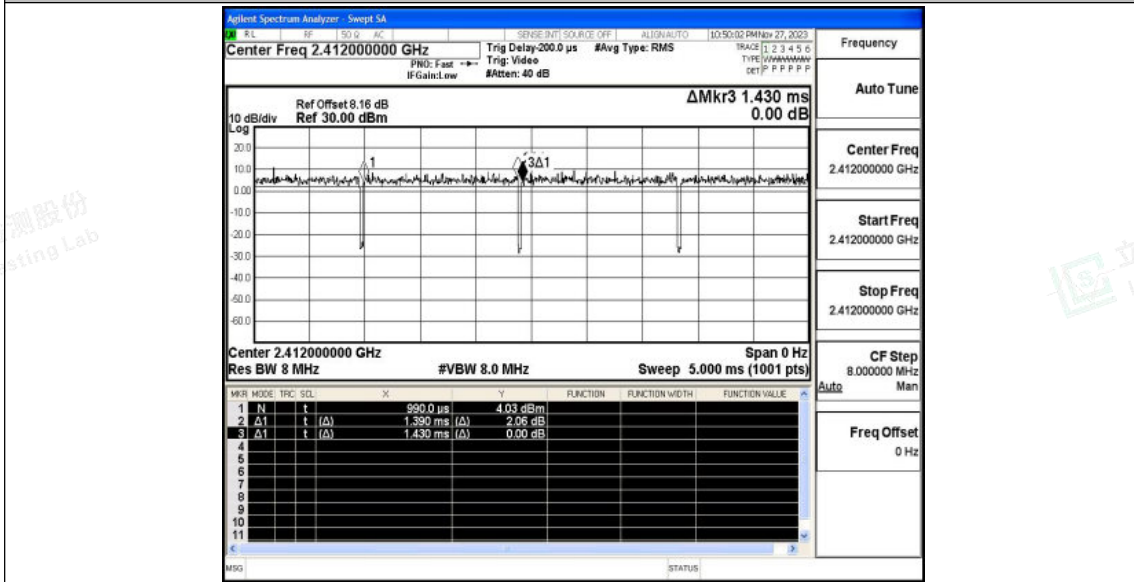 Agilent Spectrum Analyzer - Swept SA
RL RF 50 Ω AC SENSE:INT SOURCE OFF ALIGNAUTO 10:50:02 PMNov 27, 2023
Center Freq 2.412000000 GHz
Trig Delay-200.0 µs #Avg Type: RMS
TRACE 1 2 3 4 5 6
PNO: Fast Trig: Video
TYPE
IFGain:Low #Atten: 40 dB
DET P P P P P P
Frequency
Auto Tune
ΔMkr3 1.430 ms
0.00 dB
Ref Offset 8.16 dB
10 dB/div Ref 30.00 dBm
Log
20.0
10.0
0.00
-10.0
-20.0
-30.0
-40.0
-50.0
-60.0
1
3Δ1
Center Freq
2.412000000 GHz
Start Freq
2.412000000 GHz
Stop Freq
2.412000000 GHz
CF Step
8.000000 MHz
Auto Man
Freq Offset
0 Hz
Center 2.412000000 GHz Span 0 Hz
Res BW 8 MHz #VBW 8.0 MHz Sweep 5.000 ms (1001 pts)
MKR MODE TRC SCL X Y FUNCTION FUNCTION WIDTH FUNCTION VALUE
1 N t 990.0 µs 4.03 dBm
2 Δ1 t (Δ) 1.390 ms (Δ) 2.06 dB
3 Δ1 t (Δ) 1.430 ms (Δ) 0.00 dB
4
5
6
7
8
9
10
11
MSG STATUS
测股份
sting Lab
立